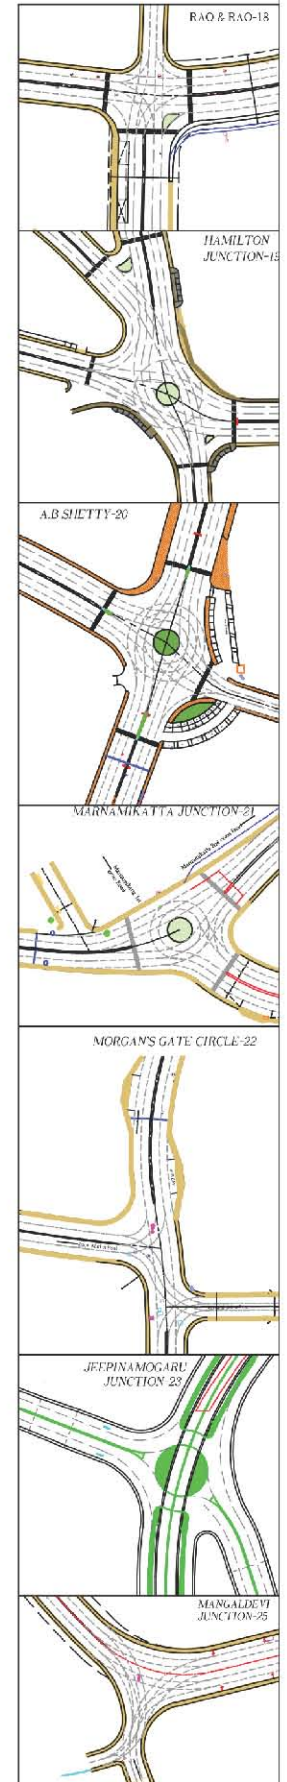 RAO & RAO-18
HAMILTON
JUNCTION-19
A.B SHETTY-20
MARNAMIKATTA JUNCTION-21
MORGAN'S GATE CIRCLE-22
JEEPINAMOGARU
JUNCTION-23
MANGALDEVI
JUNCTION-25